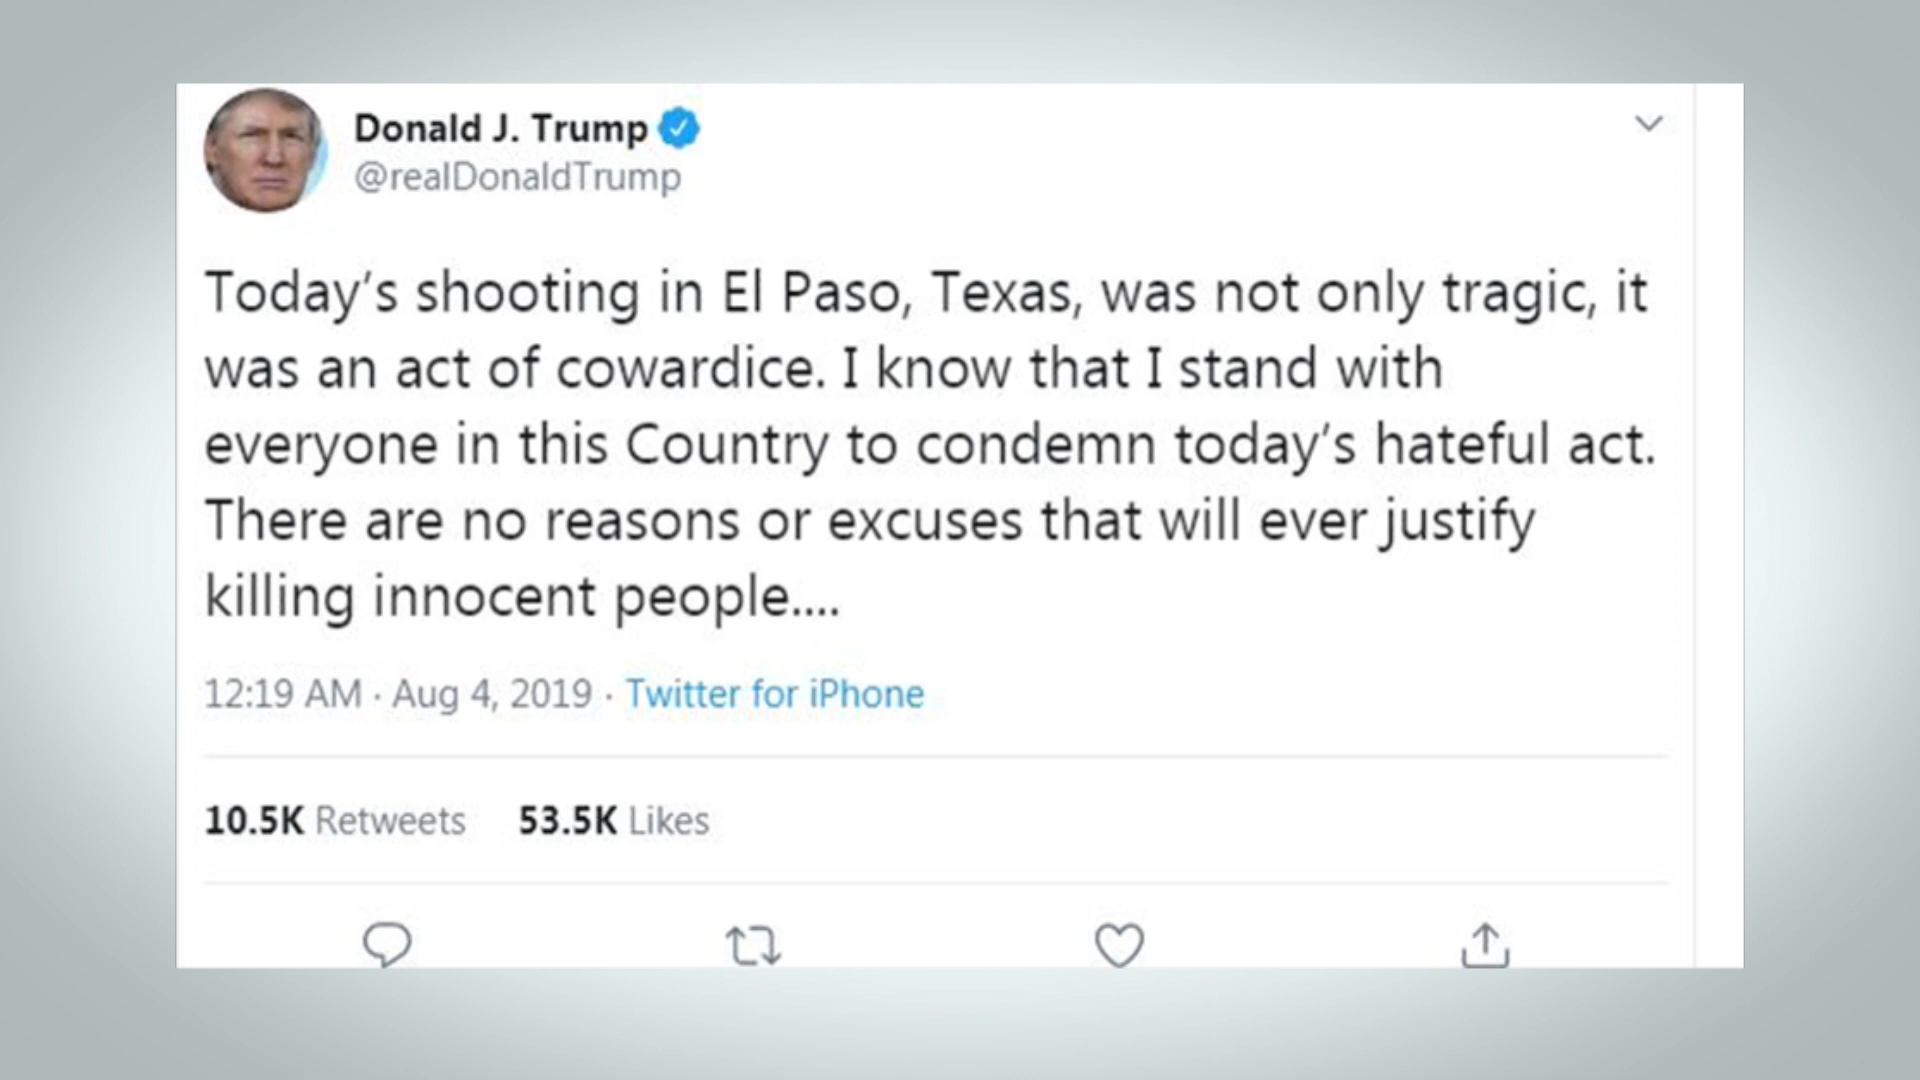 Donald J. Trump
@realDonaldTrump
Today's shooting in El Paso, Texas, was not only tragic, it
was an act of cowardice. I know that I stand with
everyone in this Country to condemn today's hateful act.
There are no reasons or excuses that will ever justify
killing innocent people....
12:19 AM · Aug 4, 2019 · Twitter for iPhone
10.5K Retweets 53.5K Likes